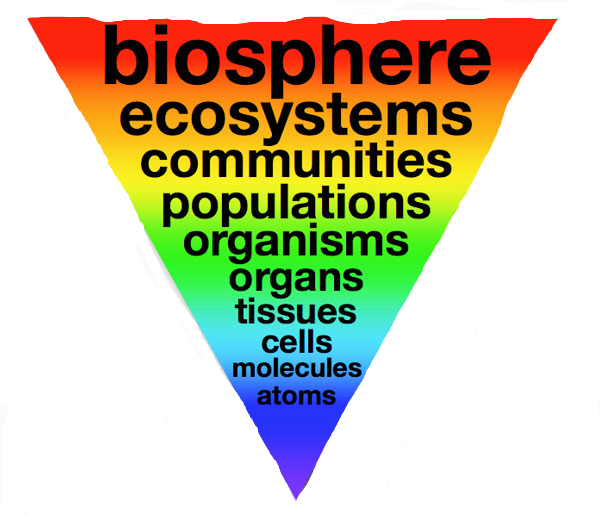 biosphere
ecosystems
communities
populations
organisms
organs
tissues
cells
molecules
atoms